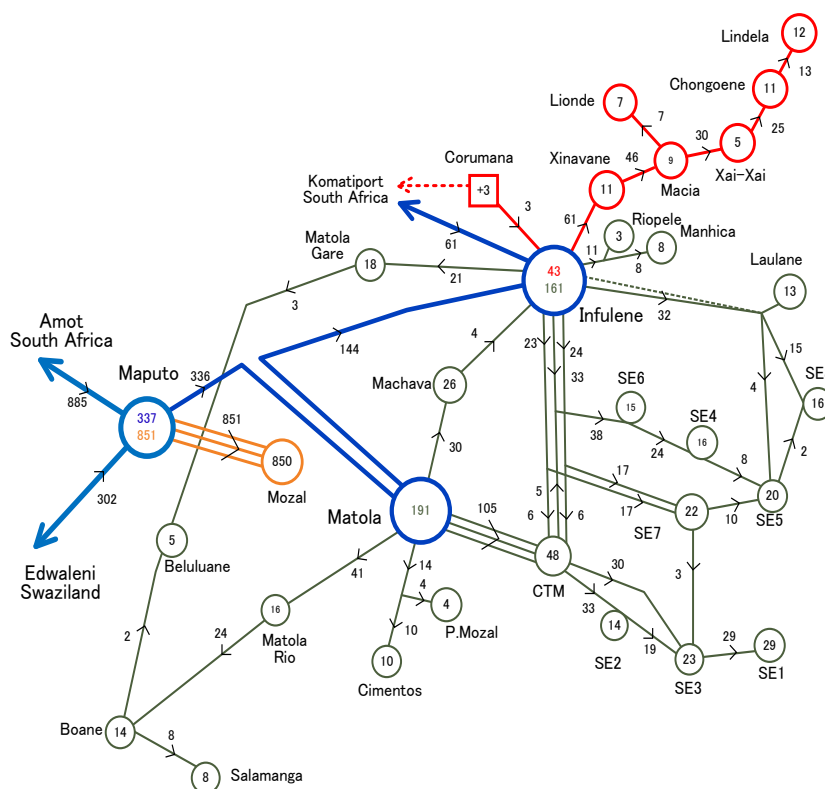 Lindela
12
13
Chongoene
11
25
Lionde
7
7
30
5
Xai-Xai
Corumana
Xinavane
46
9
Macia
Komatiport
South Africa
+3
3
11
61
61
Riopele
3
Manhica
8
11
8
Matola
Gare
18
21
3
43
161
Infulene
Laulane
13
32
Amot
South Africa
885
Maputo
336
337
851
851
850
Mozal
302
Edwaleni
Swaziland
144
4
Machava
26
30
23
24
33
SE6
15
38
SE4
16
24
8
15
4
SE
16
2
20
SE5
17
17
22
SE7
10
Matola
191
105
5
6
6
48
CTM
3
5
Beluluane
41
14
4
4
P.Mozal
10
10
Cimentos
30
33
14
SE2
19
23
SE3
29
29
SE1
16
Matola
Rio
24
2
Boane
14
8
8
Salamanga